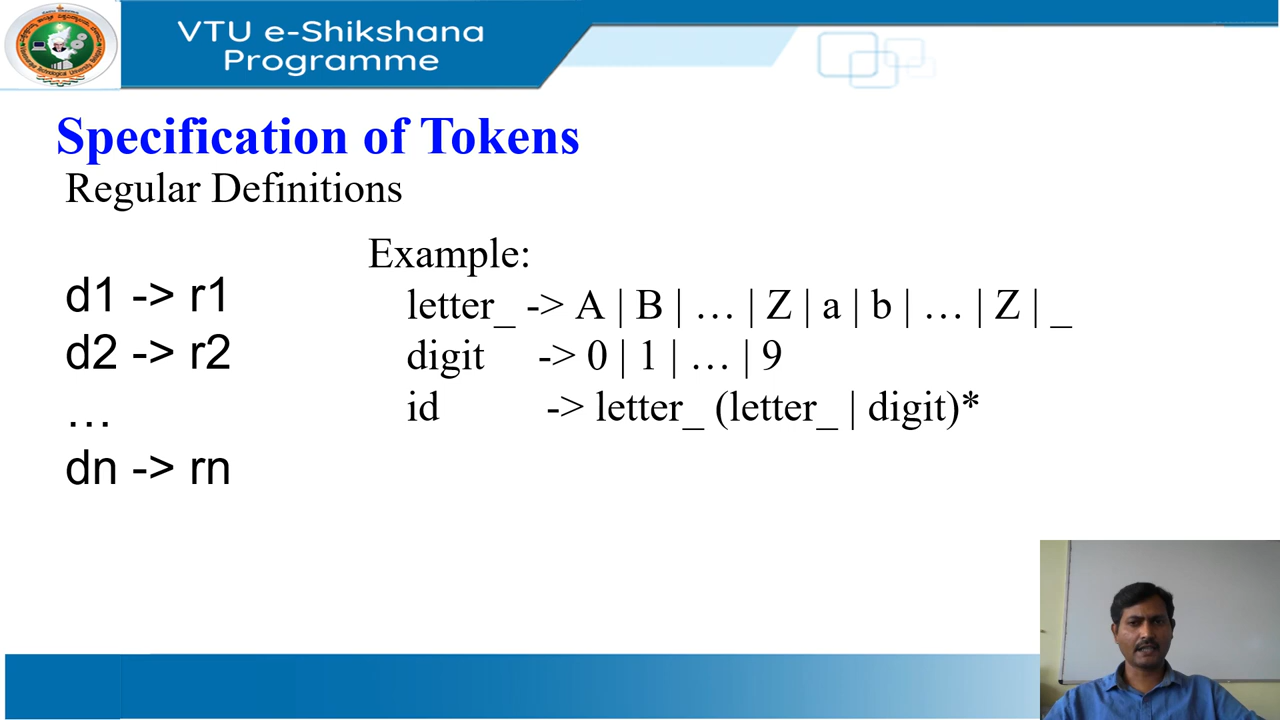 VTU e-Shikshana
Programme
Specification of Tokens
Regular Definitions
d1 -> r1
d2 -> r2
…
dn -> rn
Example:
letter_ -> A | B | … | Z | a | b | … | Z | _
digit -> 0 | 1 | … | 9
id -> letter_ (letter_ | digit)*